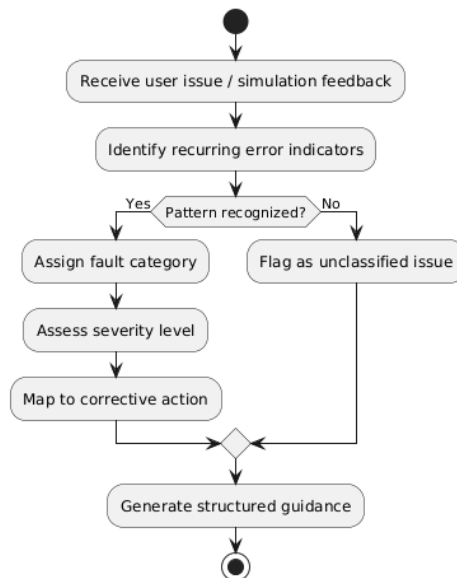 Receive user issue / simulation feedback
Identify recurring error indicators
Yes
Pattern recognized?
No
Assign fault category
Flag as unclassified issue
Assess severity level
Map to corrective action
Generate structured guidance